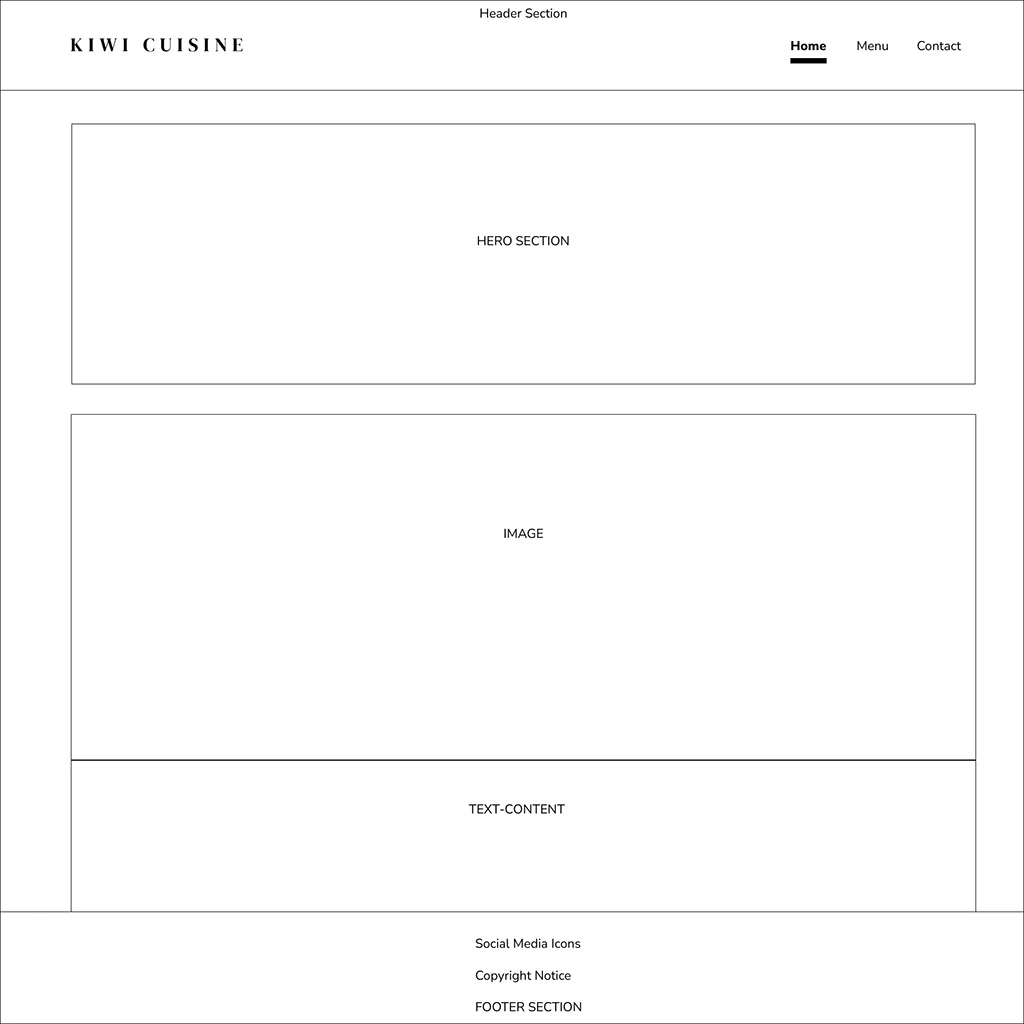 Header Section
KIWI CUISINE
Home Menu Contact
HERO SECTION
IMAGE
TEXT-CONTENT
Social Media Icons
Copyright Notice
FOOTER SECTION